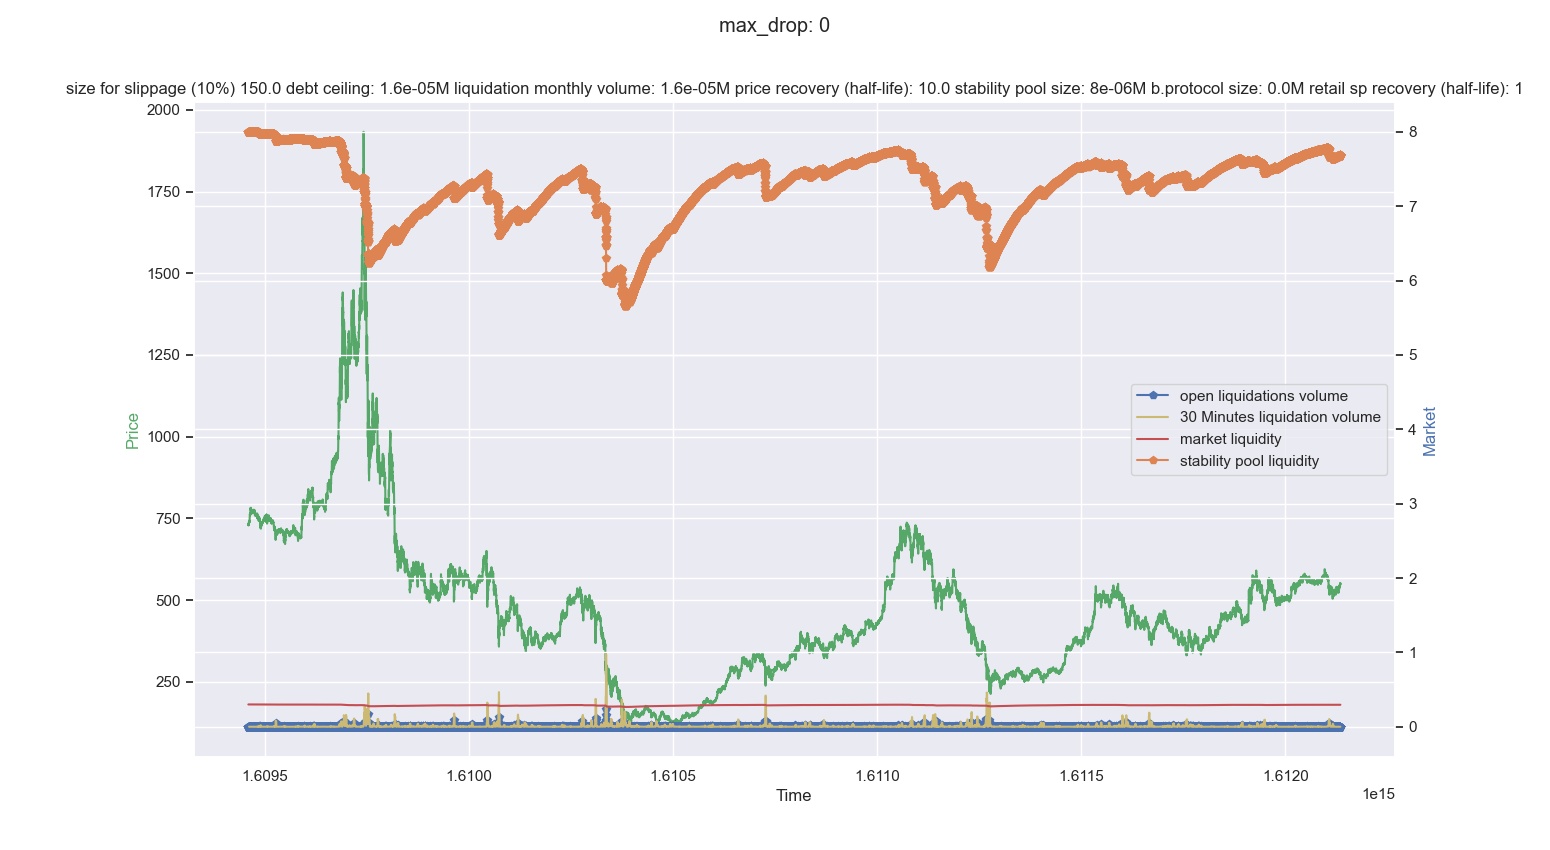 max_drop: 0
size for slippage (10%) 150.0 debt ceiling: 1.6e-05M liquidation monthly volume: 1.6e-05M price recovery (half-life): 10.0 stability pool size: 8e-06M b.protocol size: 0.0M retail sp recovery (half-life): 1
2000
1750
1500
1250
1000
750
500
250
Price
8
7
6
5
4
3
2
1
0
Market
open liquidations volume
30 Minutes liquidation volume
market liquidity
stability pool liquidity
1.6095 1.6100 1.6105 1.6110 1.6115 1.6120
Time
1e15